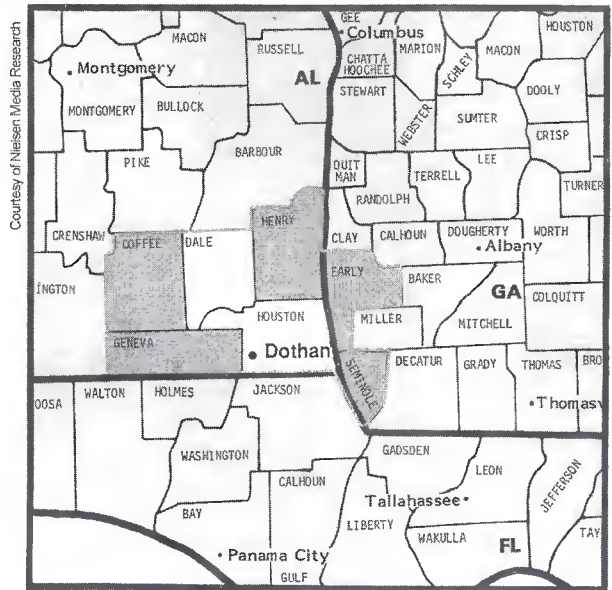 Courtesy of Nielsen Media Research
MACON
RUSSELL
GEE
Columbus
HOUSTON
Montgomery
AL
CHATTA
HOOCHEE
MARION
SCHLEY
MACON
MONTGOMERY
BULLOCK
STEWART
WEBSTER
SUMTER
DOOLY
CRISP
PIKE
BARBOUR
QUIT
MAN
TERRELL
LEE
TURNER
RANDOLPH
CRENSHAW
COFFEE
DALE
HENRY
CLAY
CALHOUN
DOUGHERTY
Albany
WORTH
INGTON
EARLY
BAKER
GA
COLQUITT
HOUSTON
MILLER
MITCHELL
GENEVA
Dothan
SEMINOLE
DECATUR
GRADY
THOMAS
BRO
OOSA
WALTON
HOLMES
JACKSON
Thomasv
WASHINGTON
GADSDEN
LEON
JEFFERSON
CALHOUN
Tallahassee
BAY
LIBERTY
WAKULLA
FL
TAY
Panama City
GULF